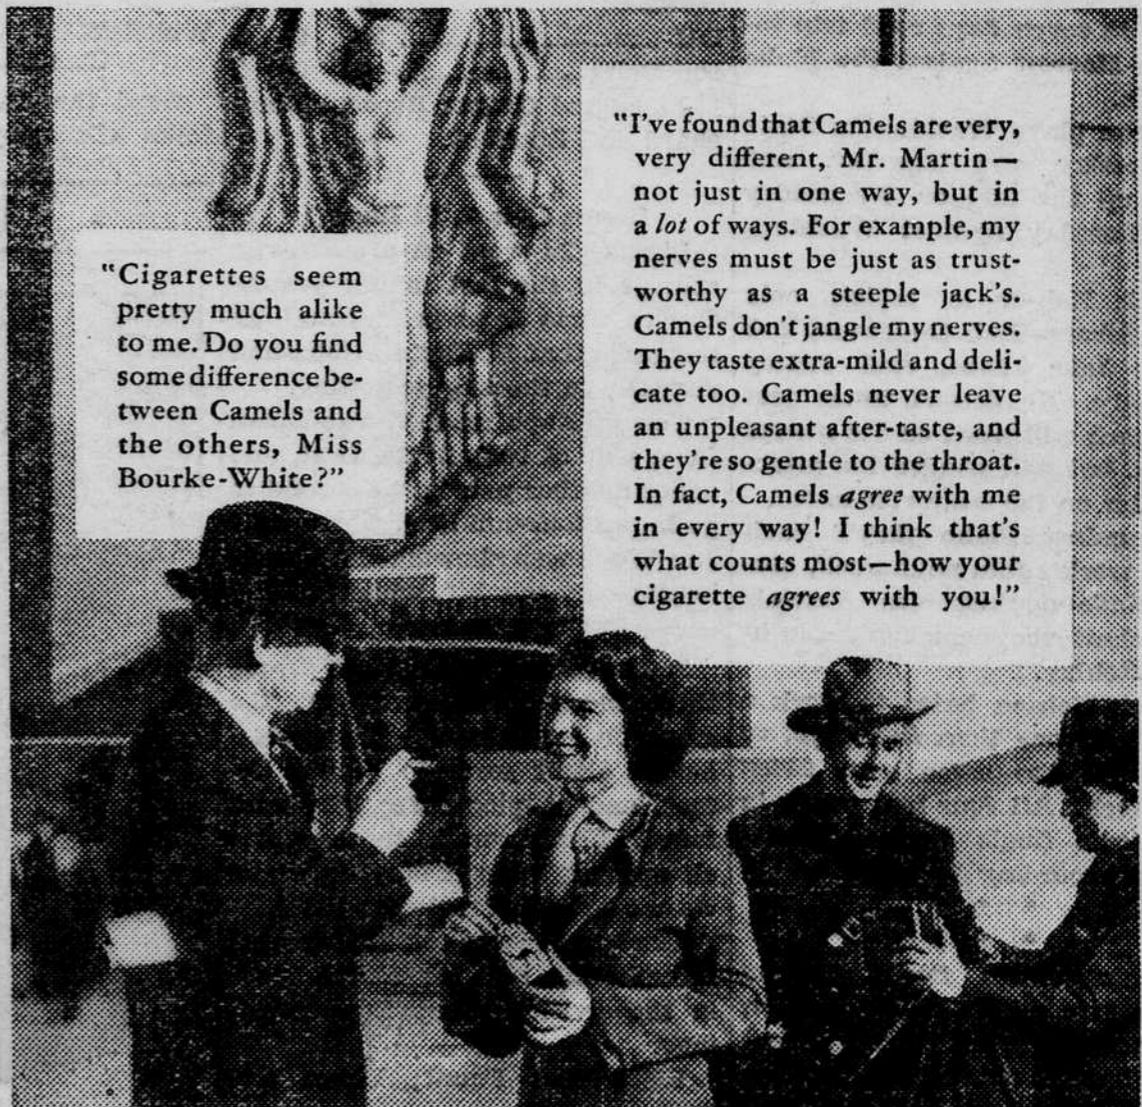 "Cigarettes seem
pretty much alike
to me. Do you find
some difference be-
tween Camels and
the others, Miss
Bourke-White?"
"I've found that Camels are very,
very different, Mr. Martin—
not just in one way, but in
a lot of ways. For example, my
nerves must be just as trust-
worthy as a steeple jack's.
Camels don't jangle my nerves.
They taste extra-mild and deli-
cate too. Camels never leave
an unpleasant after-taste, and
they're so gentle to the throat.
In fact, Camels agree with me
in every way! I think that's
what counts most—how your
cigarette agrees with you!"